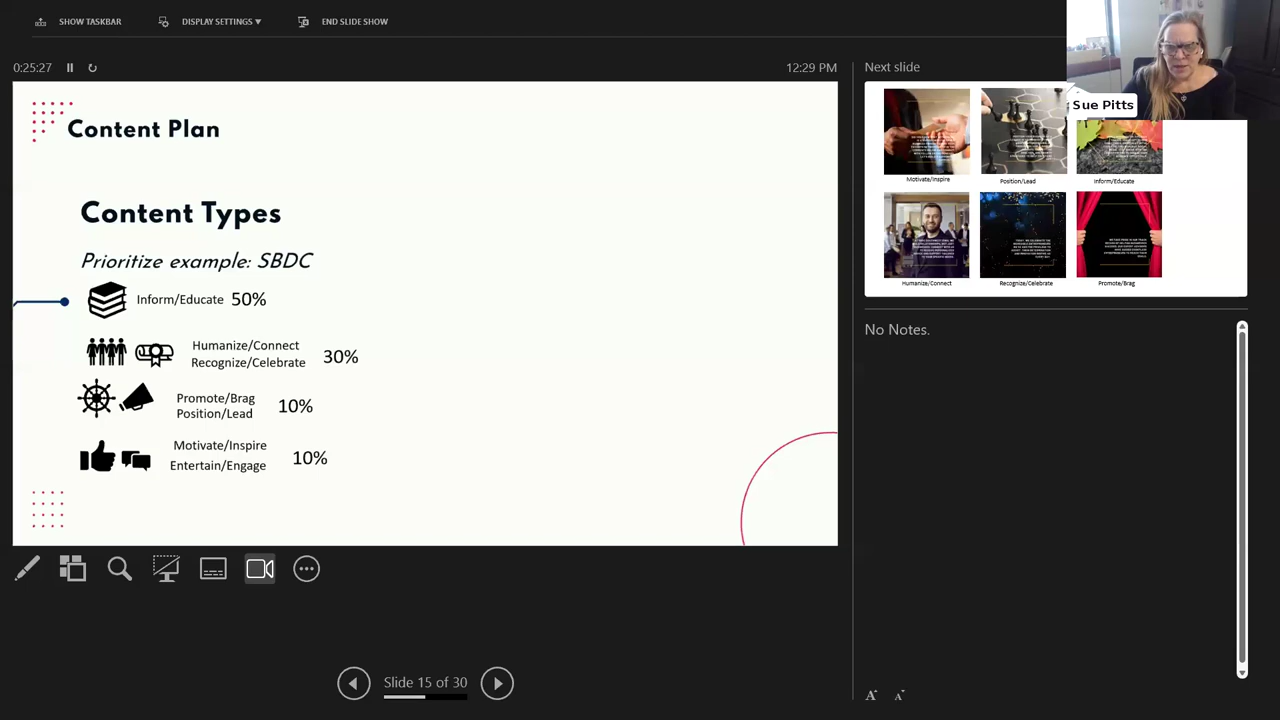 SHOW TASKBAR
DISPLAY SETTINGS ▼
END SLIDE SHOW
0:25:27
12:29 PM
Next slide
Sue Pitts
Content Plan
Content Types
Prioritize example: SBDC
Inform/Educate 50%
Humanize/Connect
Recognize/Celebrate
30%
Promote/Brag
Position/Lead
10%
Motivate/Inspire
Entertain/Engage
10%
Motivate/Inspire
Position/Lead
Inform/Educate
Humanize/Connect
Recognize/Celebrate
Promote/Brag
No Notes.
Slide 15 of 30
A A